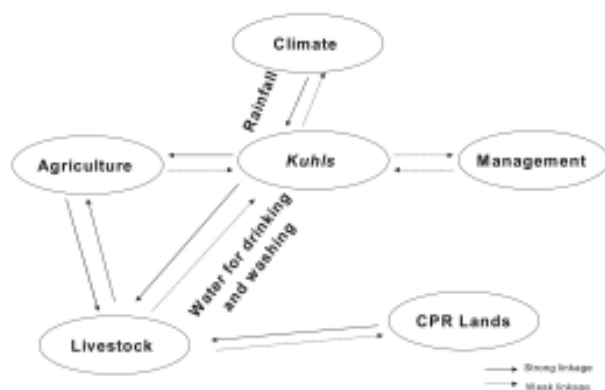 Climate
Rainfall
Agriculture
Kuhls
Management
Water for drinking
and washing
CPR Lands
Livestock
Strong linkage
Weak linkage